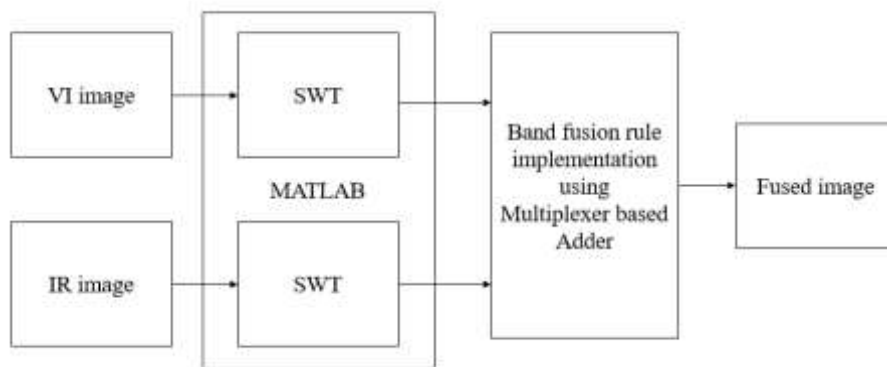 VI image
SWT
MATLAB
IR image
SWT
Band fusion rule
implementation
using
Multiplexer based
Adder
Fused image